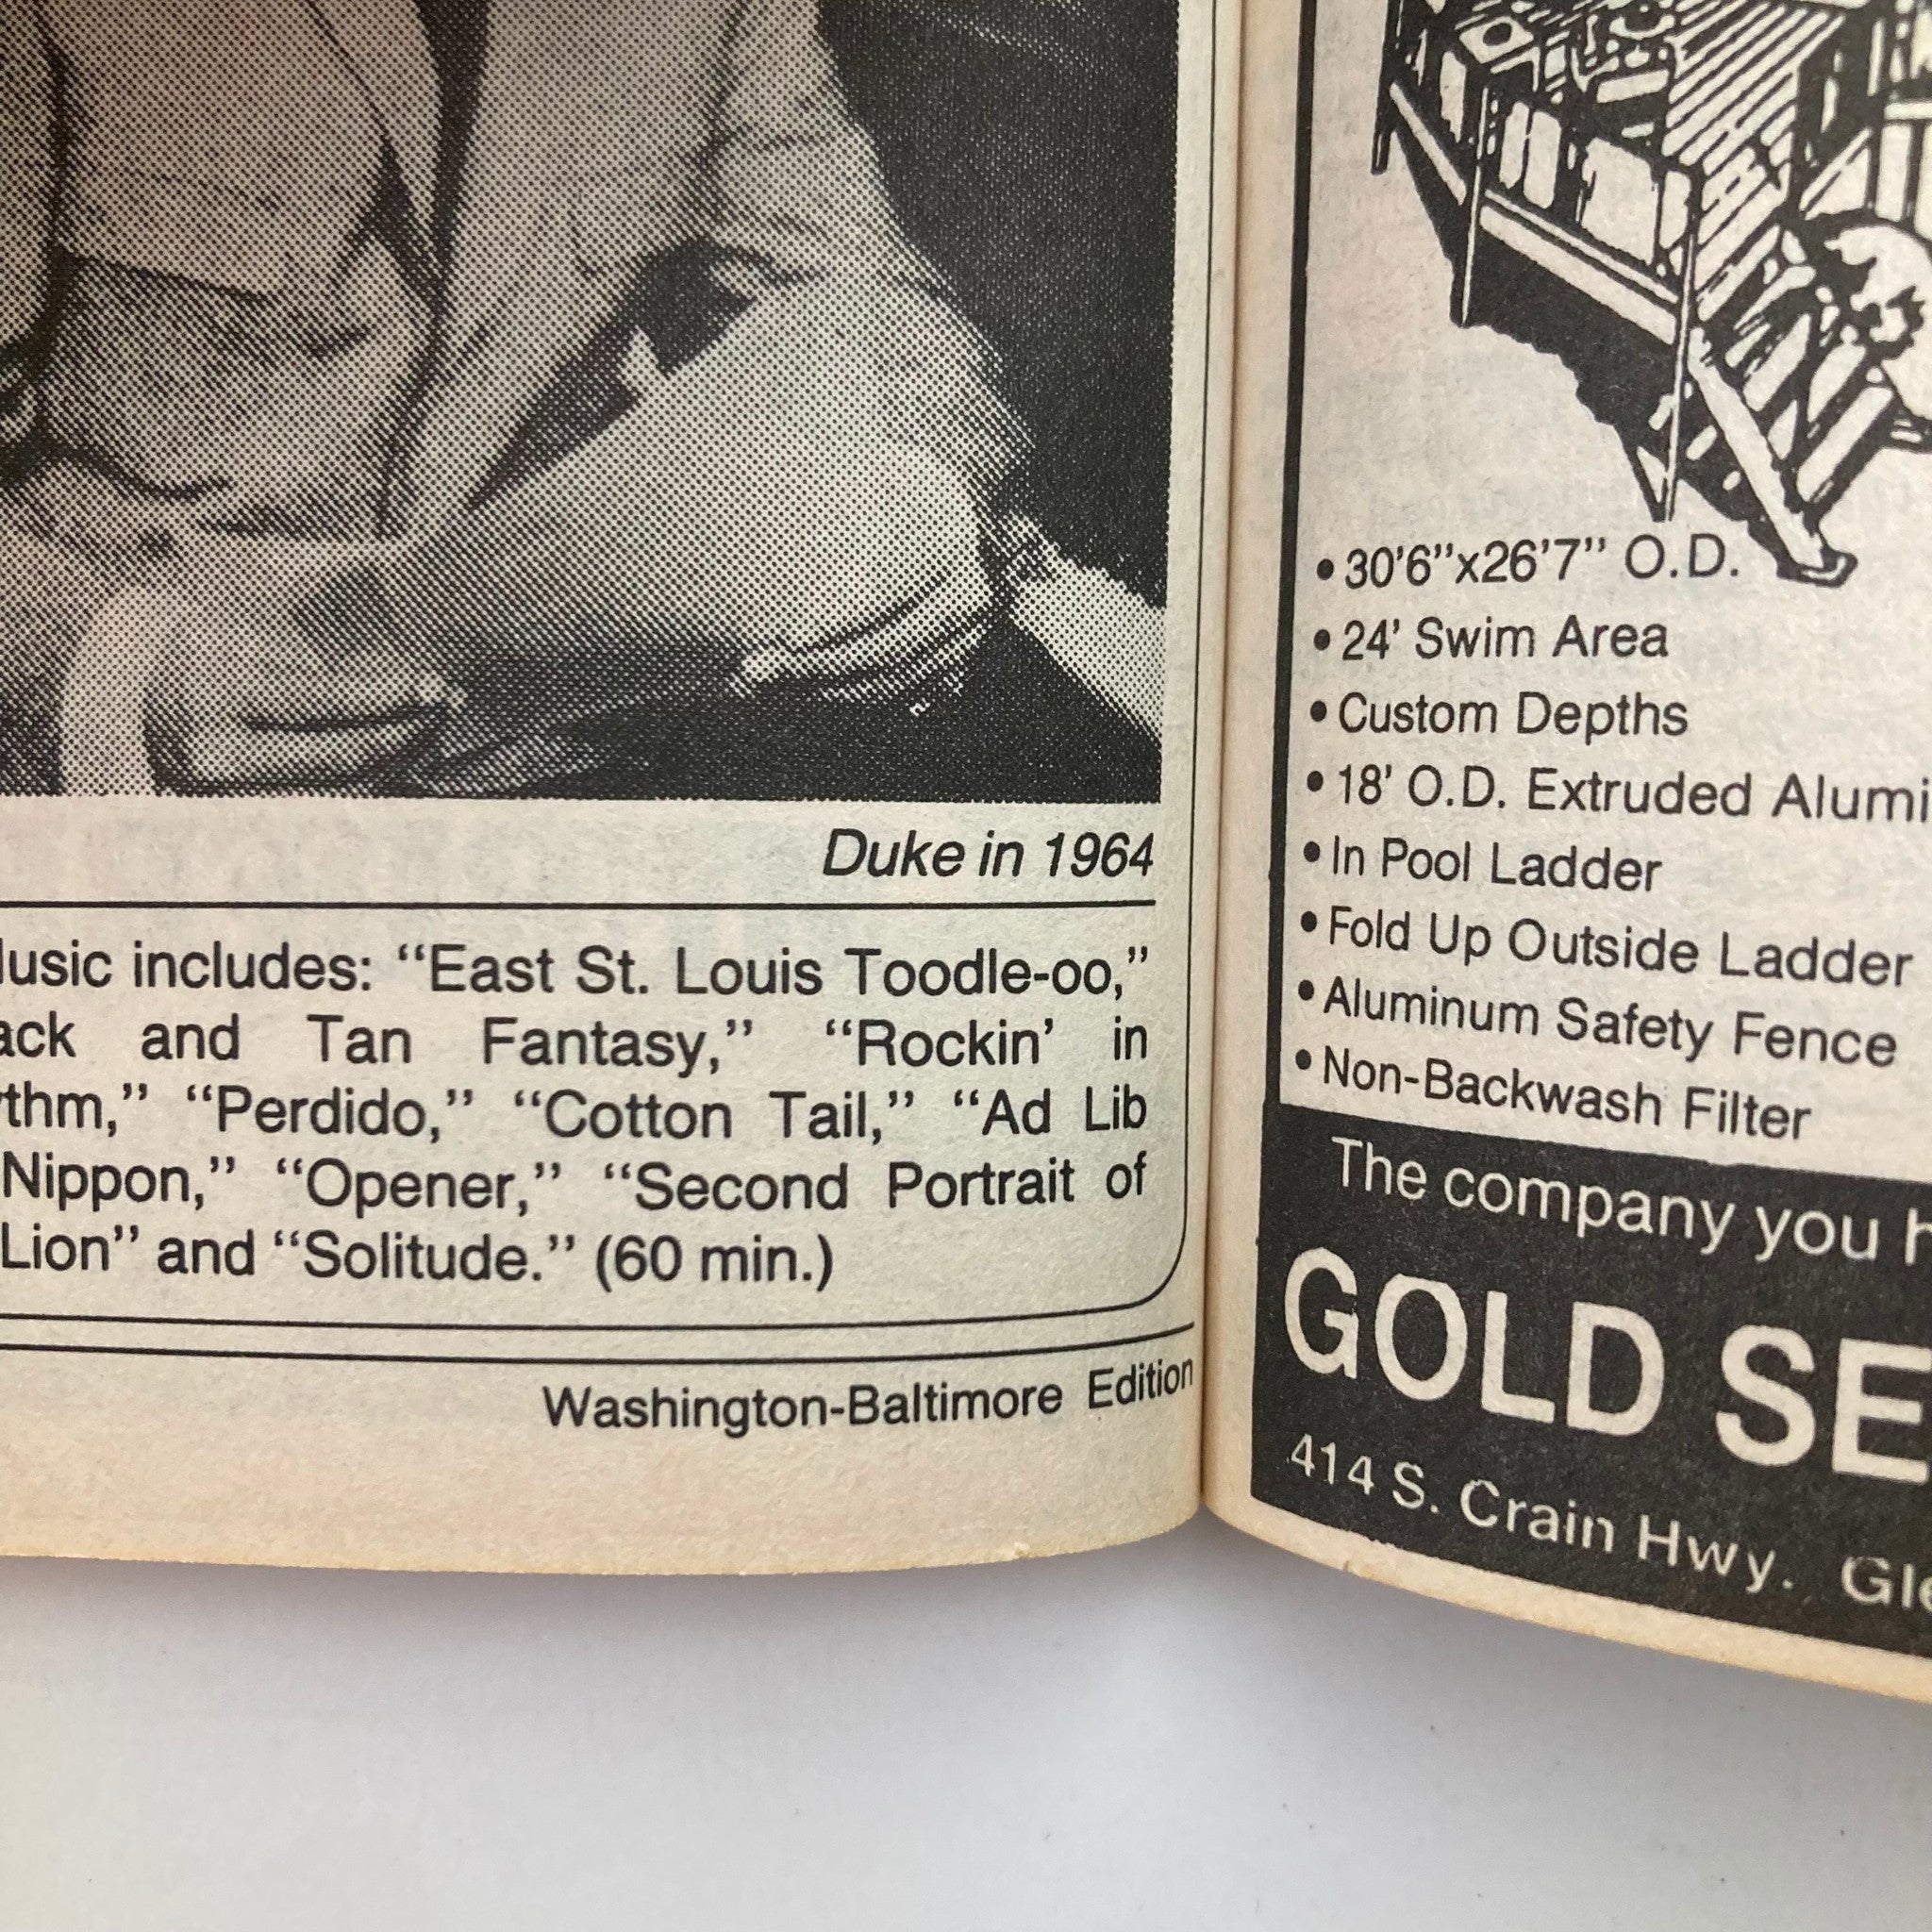 Duke in 1964
usic includes: “East St. Louis Toodle-oo,”
ack and Tan Fantasy,” “Rockin’ in
thm,” “Perdido,” “Cotton Tail,” “Ad Lib
Nippon,” “Opener,” “Second Portrait of
Lion” and “Solitude.” (60 min.)
Washington-Baltimore Edition
•30'6''x26'7'' O.D.
•24' Swim Area
•Custom Depths
•18' O.D. Extruded Alumi
•In Pool Ladder
•Fold Up Outside Ladder
•Aluminum Safety Fence
•Non-Backwash Filter
The company you h
GOLD SE
414 S. Crain Hwy. Gle